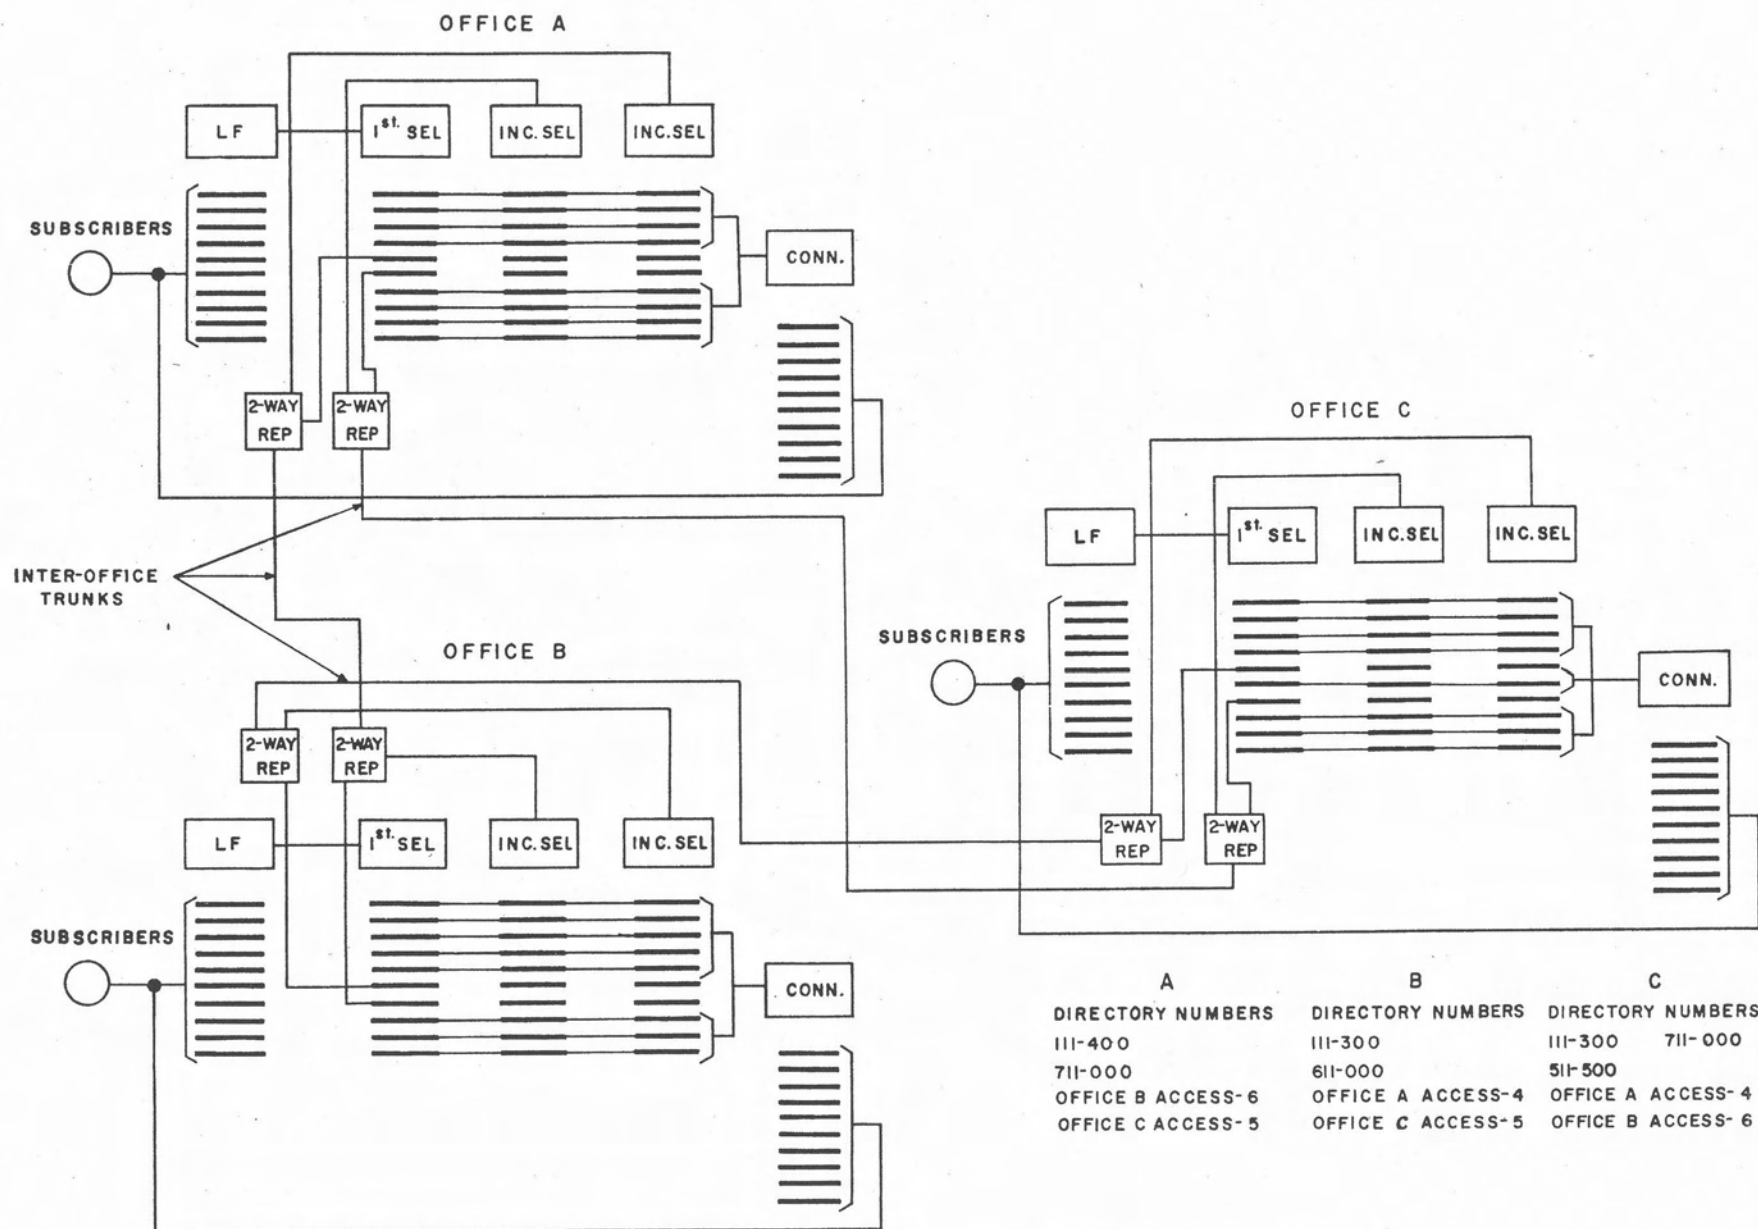 OFFICE A
LF
1st. SEL
INC.SEL
INC.SEL
SUBSCRIBERS
CONN.
2-WAY
REP
2-WAY
REP
INTER-OFFICE
TRUNKS
OFFICE C
LF
1st. SEL
INC.SEL
INC.SEL
SUBSCRIBERS
CONN.
2-WAY
REP
2-WAY
REP
OFFICE B
2-WAY
REP
2-WAY
REP
LF
1st. SEL
INC.SEL
INC.SEL
SUBSCRIBERS
CONN.
A
DIRECTORY NUMBERS
111-400
711-000
OFFICE B ACCESS-6
OFFICE C ACCESS-5
B
DIRECTORY NUMBERS
111-300
611-000
OFFICE A ACCESS-4
OFFICE C ACCESS-5
C
DIRECTORY NUMBERS
111-300 711-000
511-500
OFFICE A ACCESS-4
OFFICE B ACCESS-6